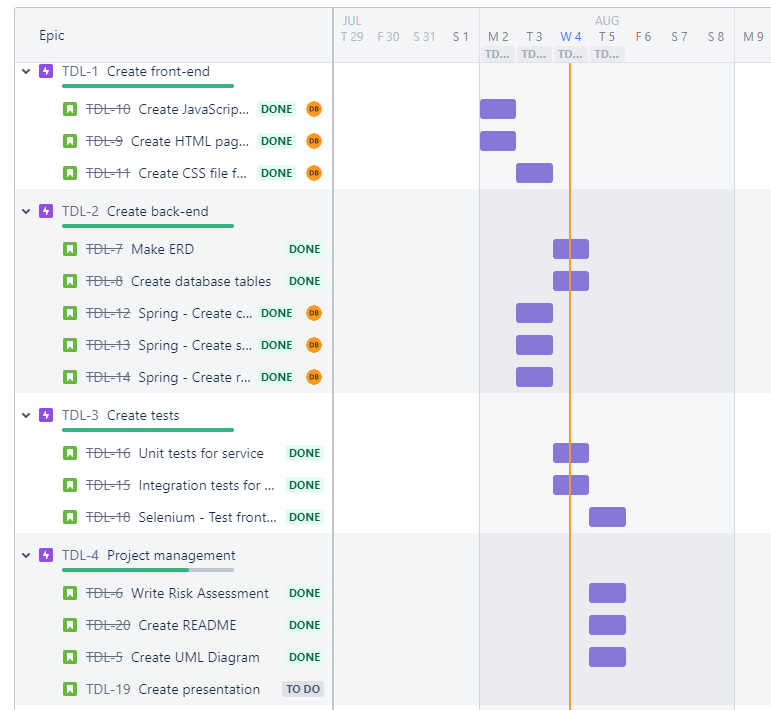 JUL AUG
Epic T 29 F 30 S 31 S 1 M 2 T 3 W 4 T 5 F 6 S 7 S 8 M 9
TD... TD... TD... TD...
TDL-1 Create front-end
TDL-10 Create JavaScrip... DONE DB
TDL-9 Create HTML pag... DONE DB
TDL-11 Create CSS file f... DONE DB
TDL-2 Create back-end
TDL-7 Make ERD DONE
TDL-8 Create database tables DONE
TDL-12 Spring - Create c... DONE DB
TDL-13 Spring - Create s... DONE DB
TDL-14 Spring - Create r... DONE DB
TDL-3 Create tests
TDL-16 Unit tests for service DONE
TDL-15 Integration tests for ... DONE
TDL-18 Selenium - Test front... DONE
TDL-4 Project management
TDL-6 Write Risk Assessment DONE
TDL-20 Create README DONE
TDL-5 Create UML Diagram DONE
TDL-19 Create presentation TO DO